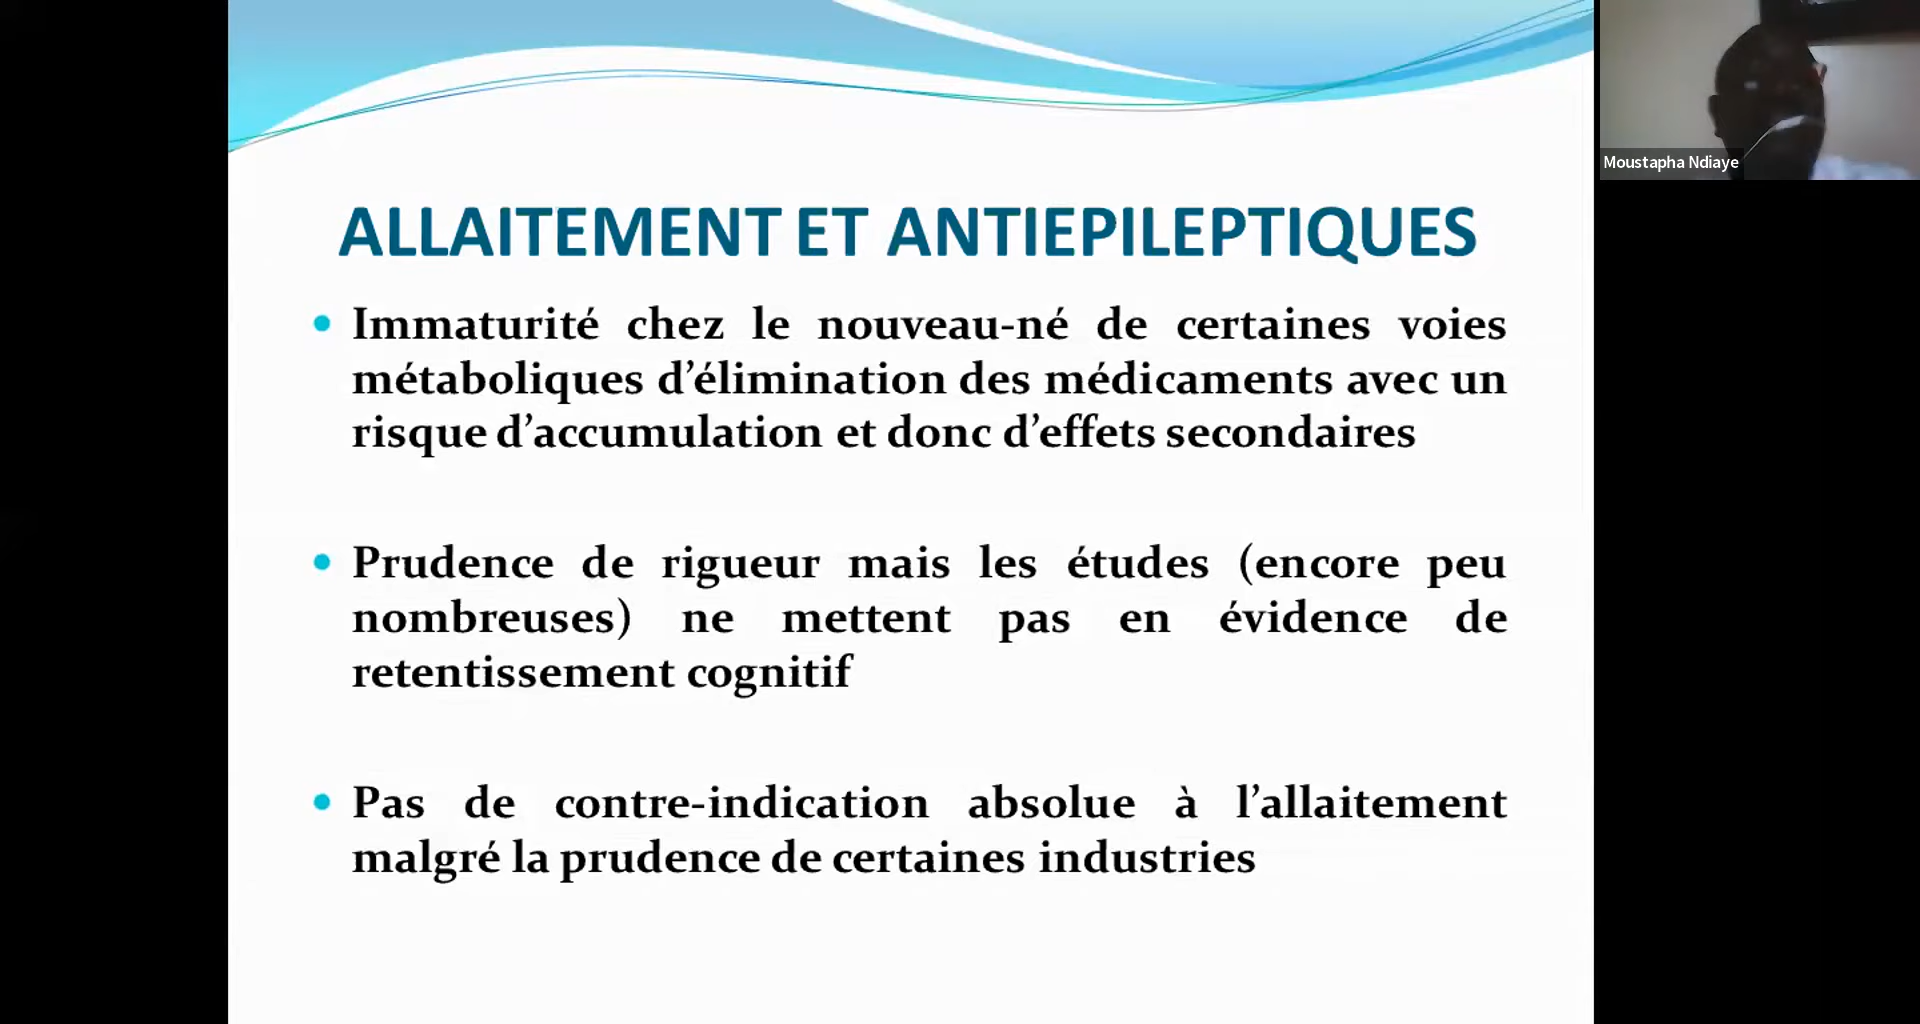 ALLAITEMENT ET ANTIEPILEPTIQUES
• Immaturité chez le nouveau-né de certaines voies
métaboliques d’élimination des médicaments avec un
risque d’accumulation et donc d’effets secondaires
• Prudence de rigueur mais les études (encore peu
nombreuses) ne mettent pas en évidence de
retentissement cognitif
• Pas de contre-indication absolue à l’allaitement
malgré la prudence de certaines industries
Moustapha Ndiaye